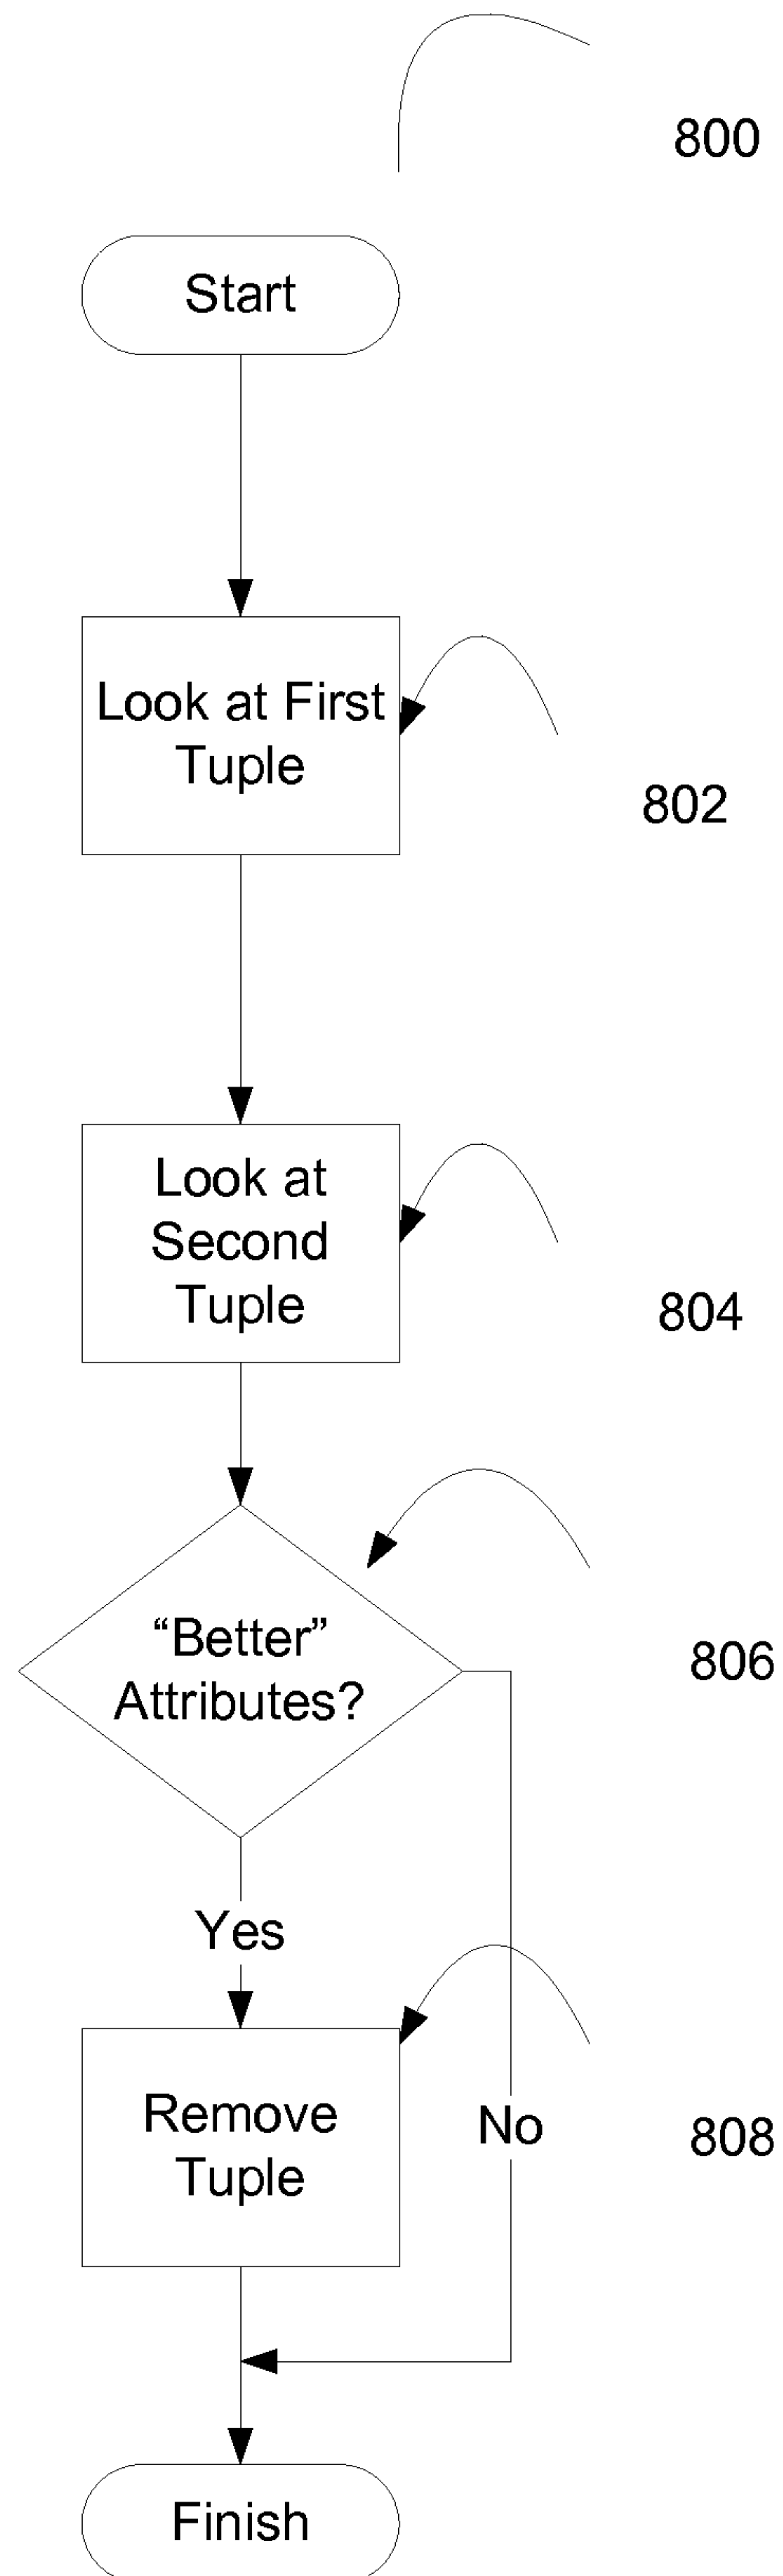 800
Start
Look at First
Tuple
802
Look at
Second
Tuple
804
“Better”
Attributes?
806
Yes
Remove
Tuple
No
808
Finish